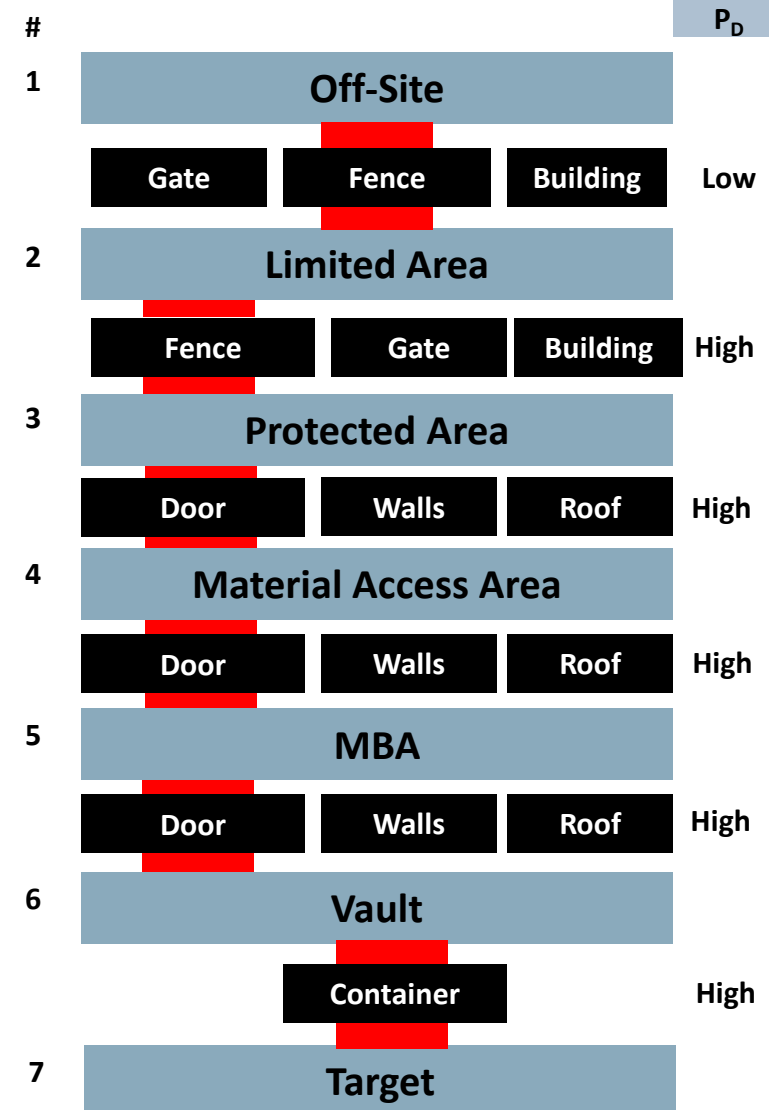 # P_D
1 Off-Site
Gate Fence Building Low
2 Limited Area
Fence Gate Building High
3 Protected Area
Door Walls Roof High
4 Material Access Area
Door Walls Roof High
5 MBA
Door Walls Roof High
6 Vault
Container High
7 Target